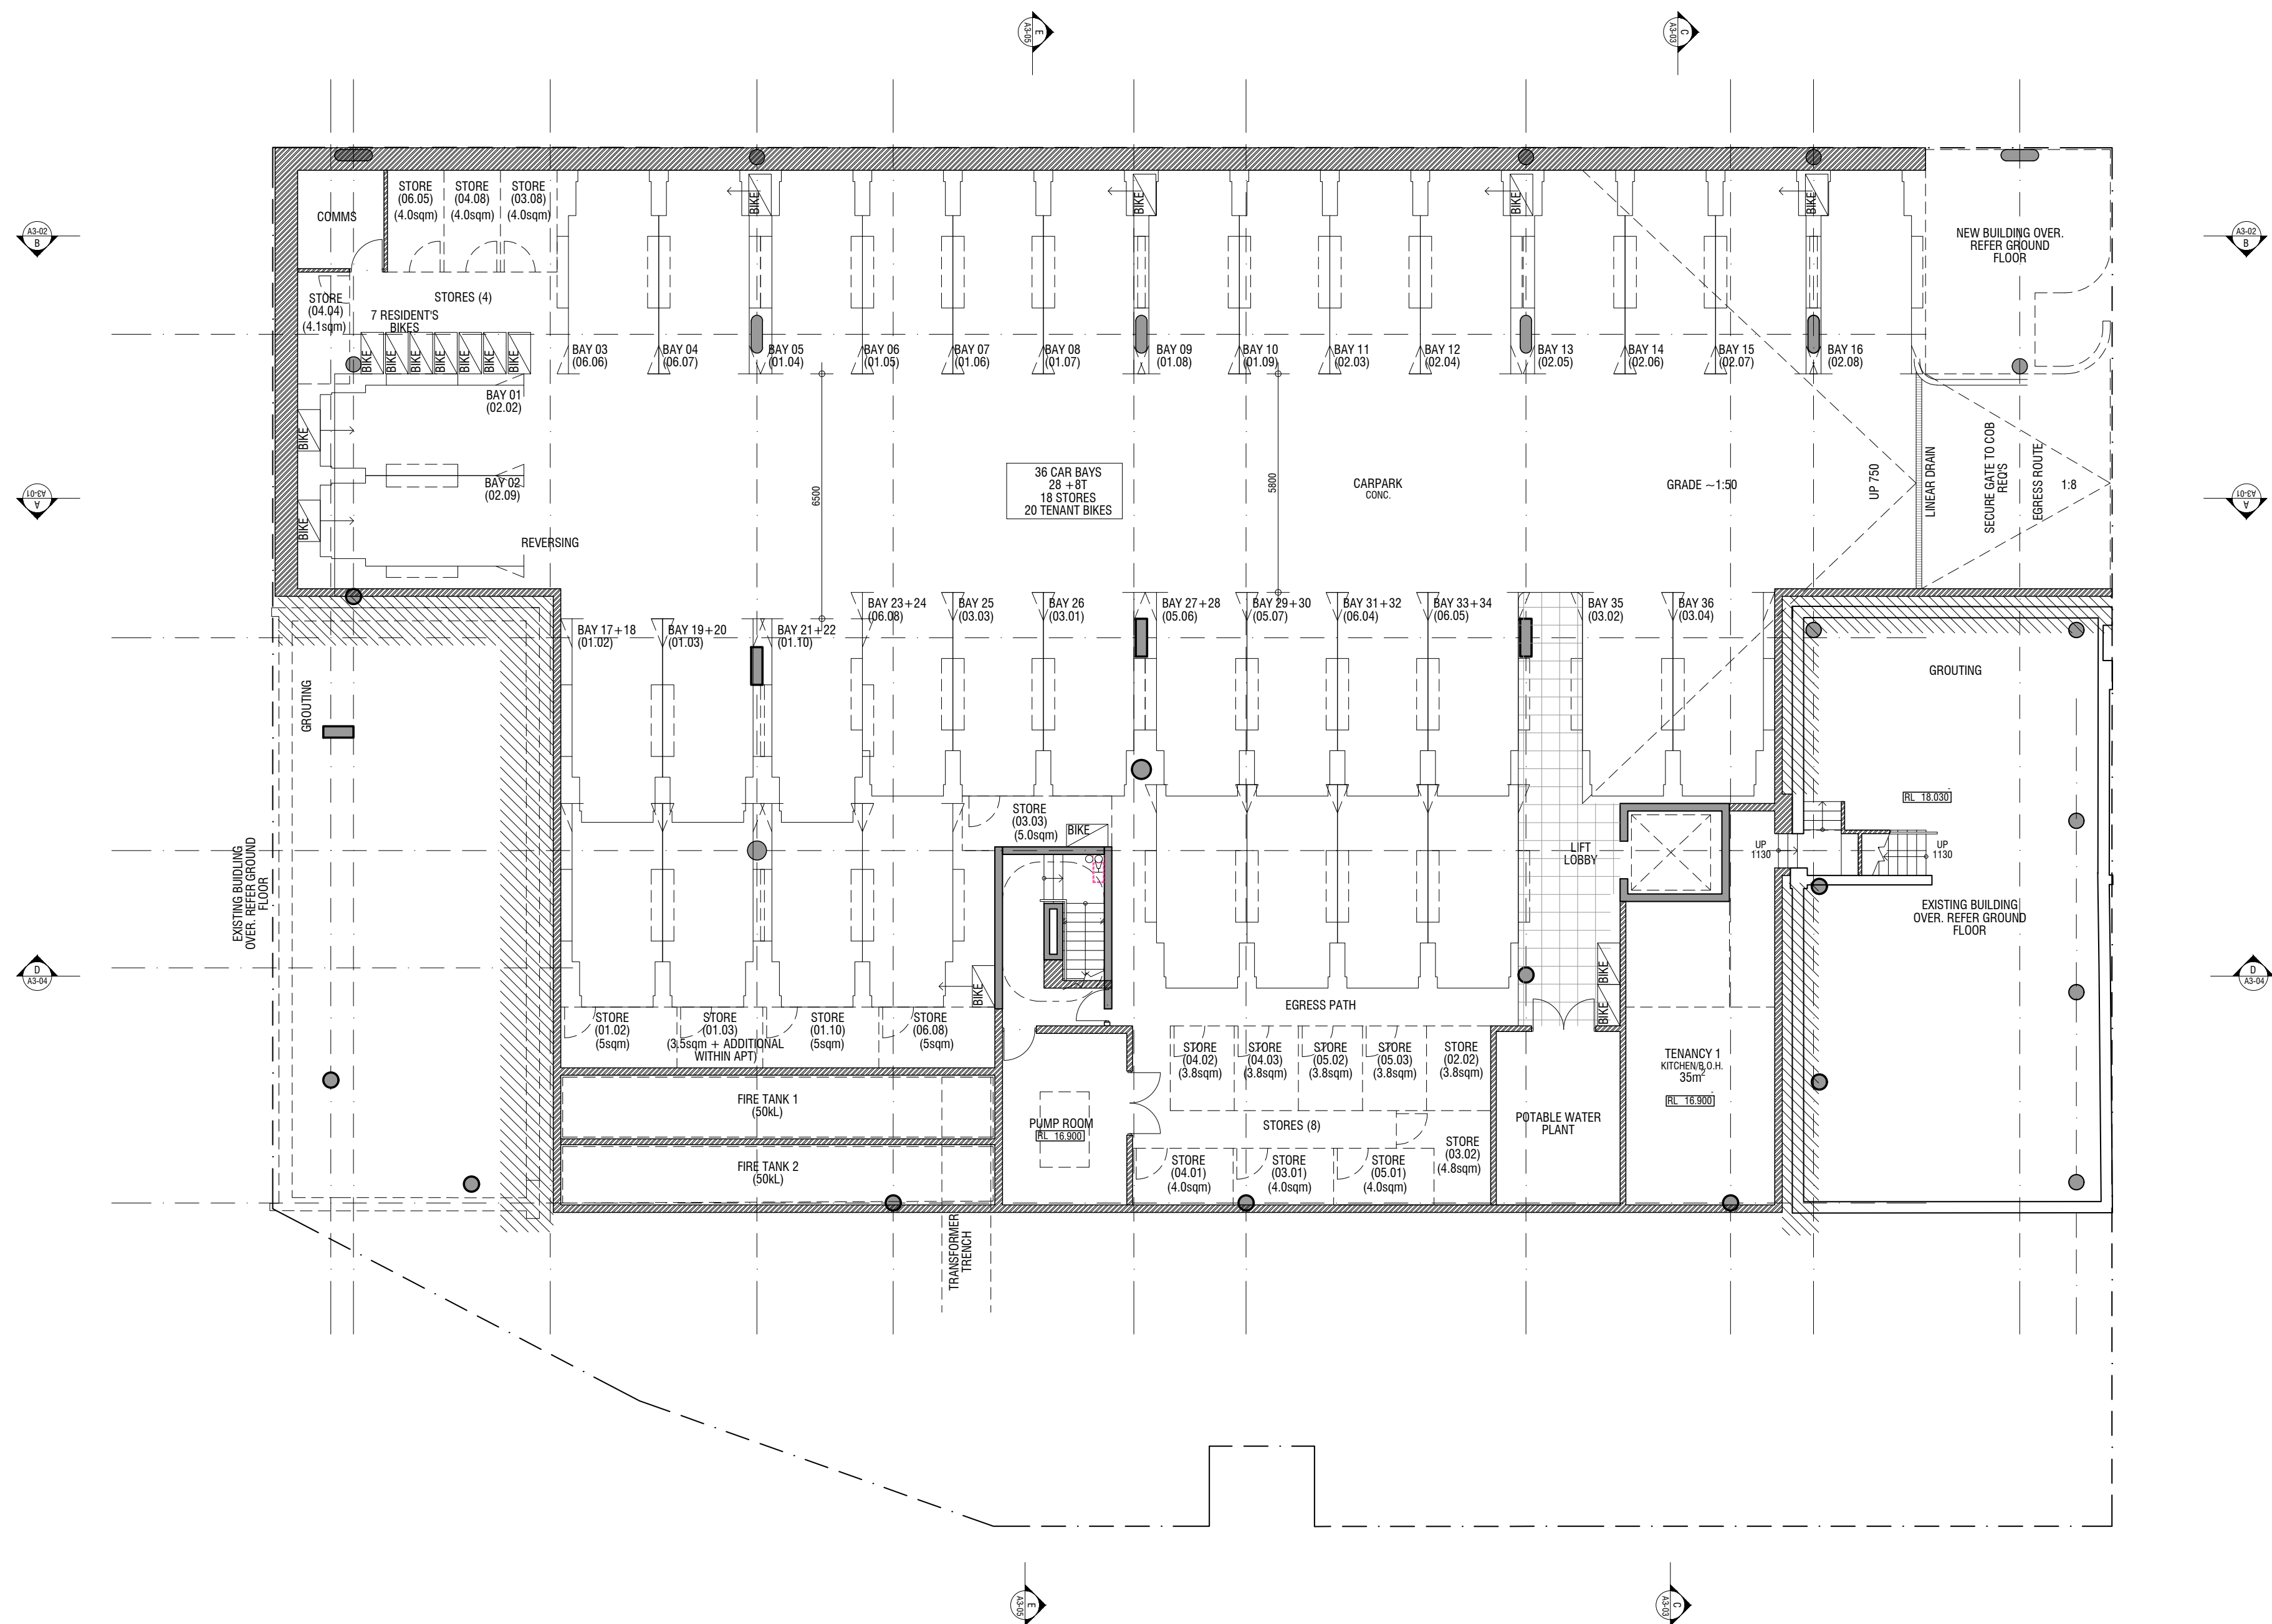 E
A3-05
C
A3-03
COMMS
STORE
(06.05)
(4.0sqm)
STORE
(04.08)
(4.0sqm)
STORE
(03.08)
(4.0sqm)
BIKE
BIKE
BIKE
BIKE
A3-02
B
A3-02
B
NEW BUILDING OVER.
REFER GROUND
FLOOR
STORE
(04.04)
(4.1sqm)
STORES (4)
7 RESIDENT'S
BIKES
BIKE
BIKE
BIKE
BIKE
BIKE
BIKE
BIKE
BAY 03
(06.06)
BAY 04
(06.07)
BAY 05
(01.04)
BAY 06
(01.05)
BAY 07
(01.06)
BAY 08
(01.07)
BAY 09
(01.08)
BAY 10
(01.09)
BAY 11
(02.03)
BAY 12
(02.04)
BAY 13
(02.05)
BAY 14
(02.06)
BAY 15
(02.07)
BAY 16
(02.08)
BAY 01
(02.02)
BIKE
BAY 02
(02.09)
BIKE
REVERSING
A3-01
A
A3-01
A
6500
36 CAR BAYS
28 +8T
18 STORES
20 TENANT BIKES
5800
CARPARK
CONC.
GRADE ~1:50
UP 750
LINEAR DRAIN
SECURE GATE TO COB
REQ'S
EGRESS ROUTE
1:8
BAY 17+18
(01.02)
BAY 19+20
(01.03)
BAY 21+22
(01.10)
BAY 23+24
(06.08)
BAY 25
(03.03)
BAY 26
(03.01)
BAY 27+28
(05.06)
BAY 29+30
(05.07)
BAY 31+32
(06.04)
BAY 33+34
(06.05)
BAY 35
(03.02)
BAY 36
(03.04)
GROUTING
GROUTING
RL 18.030
STORE
(03.03)
(5.0sqm)
BIKE
LIFT
LOBBY
UP
1130
UP
1130
EXISTING BUIDLING
OVER. REFER GROUND
FLOOR
EXISTING BUILDING
OVER. REFER GROUND
FLOOR
D
A3-04
D
A3-04
BIKE
BIKE
BIKE
EGRESS PATH
STORE
(01.02)
(5sqm)
STORE
(01.03)
(3.5sqm + ADDITIONAL
WITHIN APT)
STORE
(01.10)
(5sqm)
STORE
(06.08)
(5sqm)
STORE
(04.02)
(3.8sqm)
STORE
(04.03)
(3.8sqm)
STORE
(05.02)
(3.8sqm)
STORE
(05.03)
(3.8sqm)
STORE
(02.02)
(3.8sqm)
TENANCY 1
KITCHEN/B.O.H.
35m2
RL 16.900
FIRE TANK 1
(50kL)
PUMP ROOM
RL 16.900
STORES (8)
POTABLE WATER
PLANT
FIRE TANK 2
(50kL)
STORE
(04.01)
(4.0sqm)
STORE
(03.01)
(4.0sqm)
STORE
(05.01)
(4.0sqm)
STORE
(03.02)
(4.8sqm)
TRANSFORMER
TRENCH
E
A3-05
C
A3-03